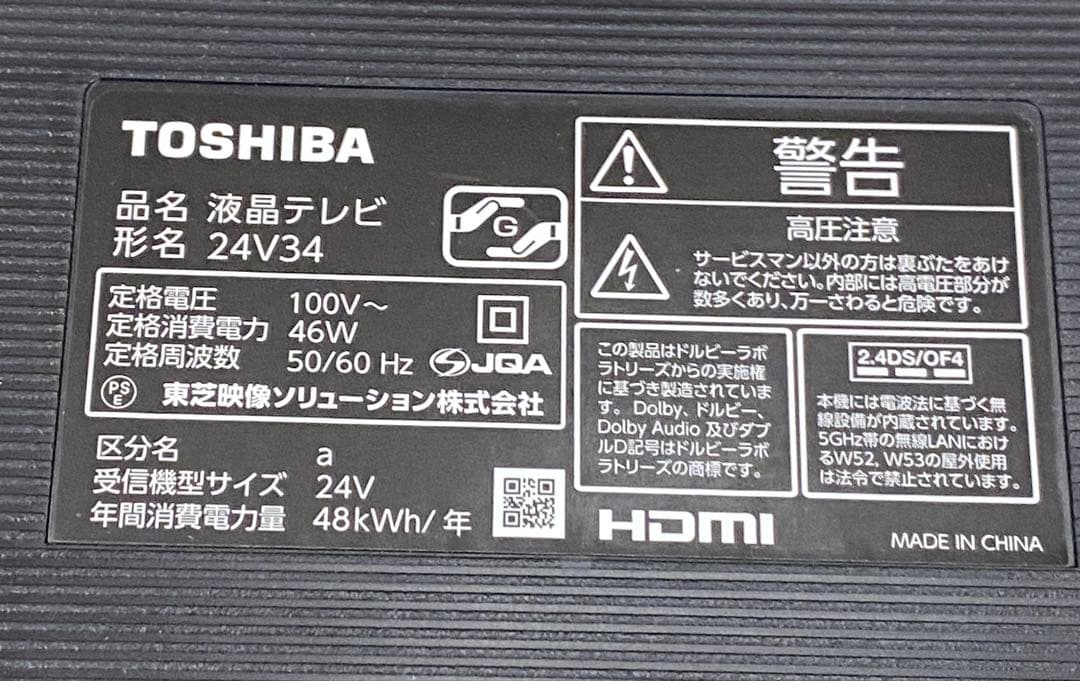 TOSHIBA
品名 液晶テレビ
形名 24V34
G
定格電圧 100V～
定格消費電力 46W
定格周波数 50/60 Hz JQA
PSE 東芝映像ソリューション株式会社
区分名 a
受信機型サイズ 24V
年間消費電力量 48kWh/年
警告
高圧注意
サービスマン以外の方は裏ぶたをあけ
ないでください。内部には高電圧部分が
数多くあり、万一さわると危険です。
この製品はドルビーラボ
ラトリーズからの実施権
に基づき製造されていま
す。Dolby、ドルビー、
Dolby Audio 及びダブ
ルD記号はドルビーラボ
ラトリーズの商標です。
2.4DS/OF4
本機には電波法に基づく無
線設備が内蔵されています。
5GHz帯の無線LANにおけ
るW52, W53の屋外使用
は法令で禁止されています。
HDMI
MADE IN CHINA